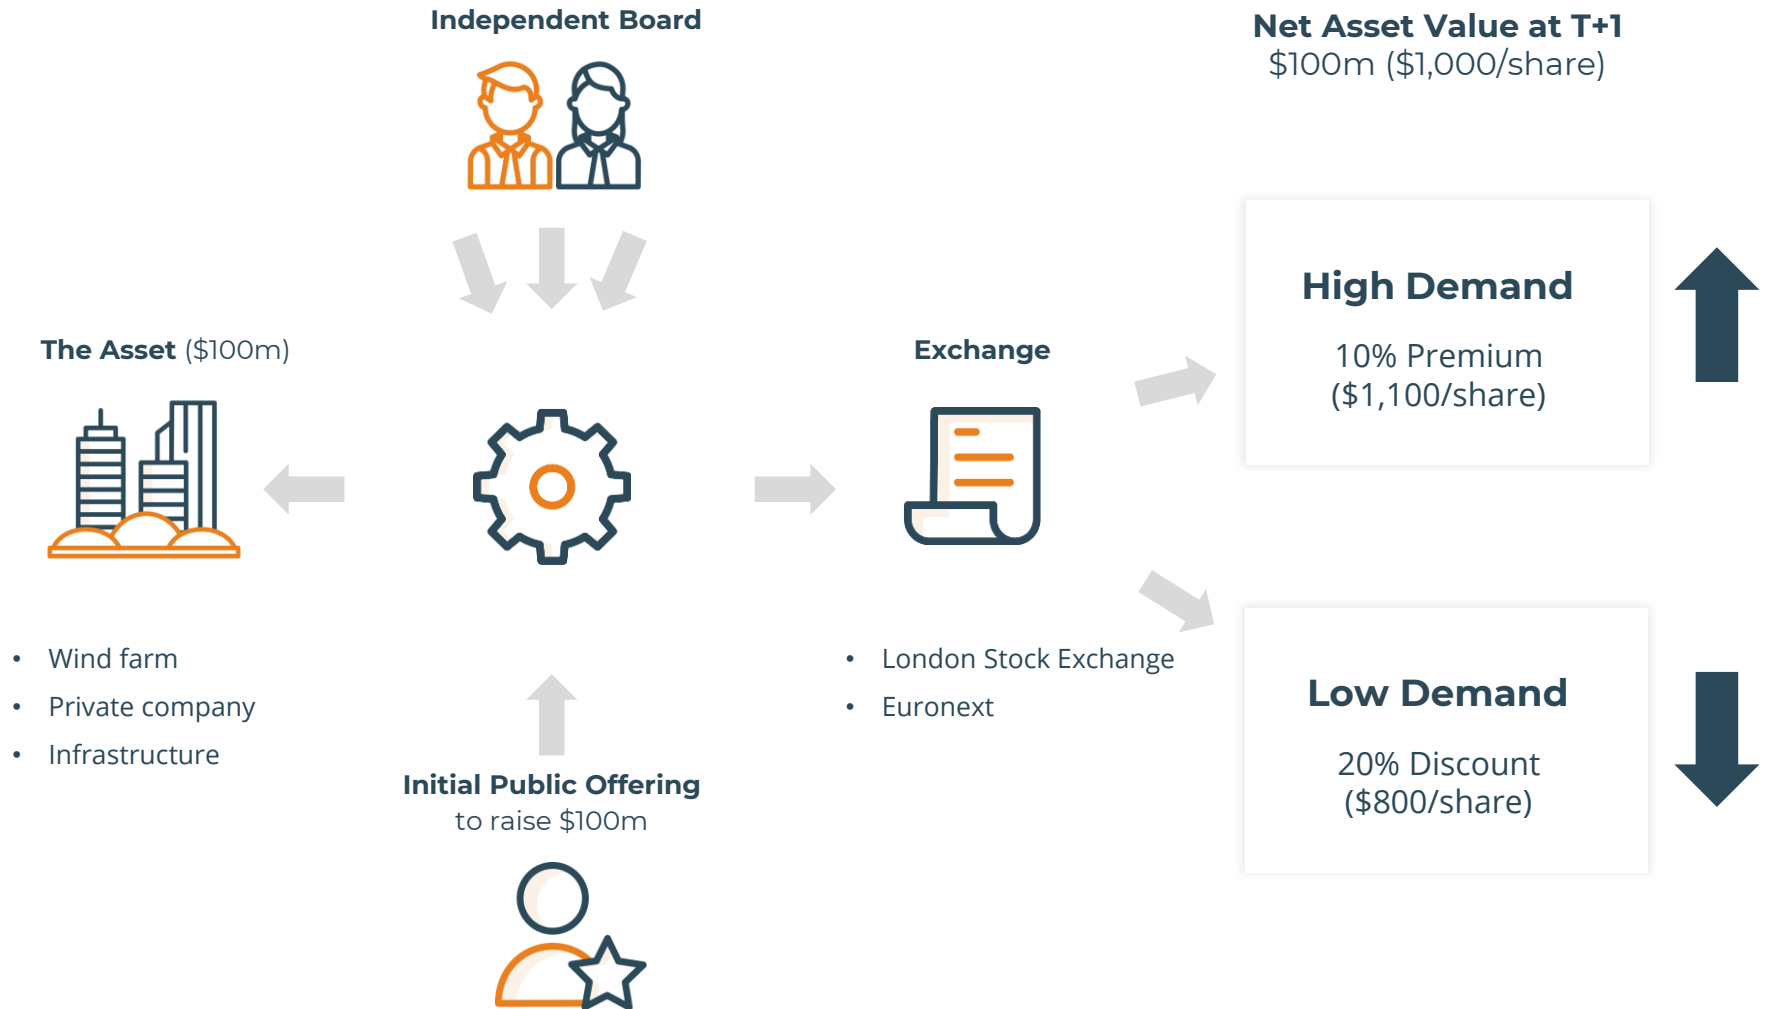 Independent Board
Net Asset Value at T+1
$100m ($1,000/share)
High Demand
10% Premium
($1,100/share)
The Asset ($100m)
Exchange
• Wind farm
• Private company
• Infrastructure
• London Stock Exchange
• Euronext
Low Demand
20% Discount
($800/share)
Initial Public Offering
to raise $100m